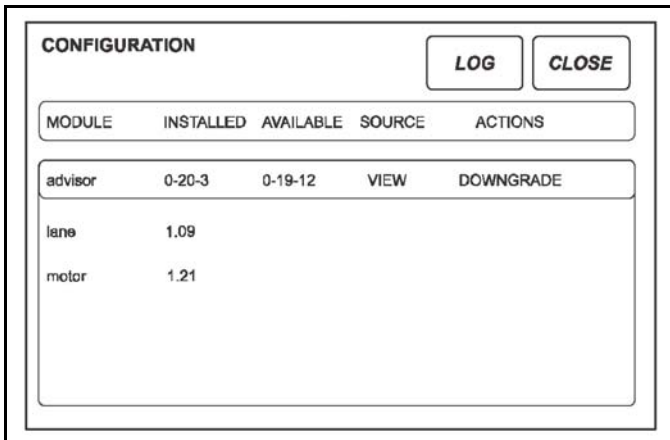 CONFIGURATION
LOG CLOSE
MODULE INSTALLED AVAILABLE SOURCE ACTIONS
advisor 0-20-3 0-19-12 VIEW DOWNGRADE
lane 1.09
motor 1.21